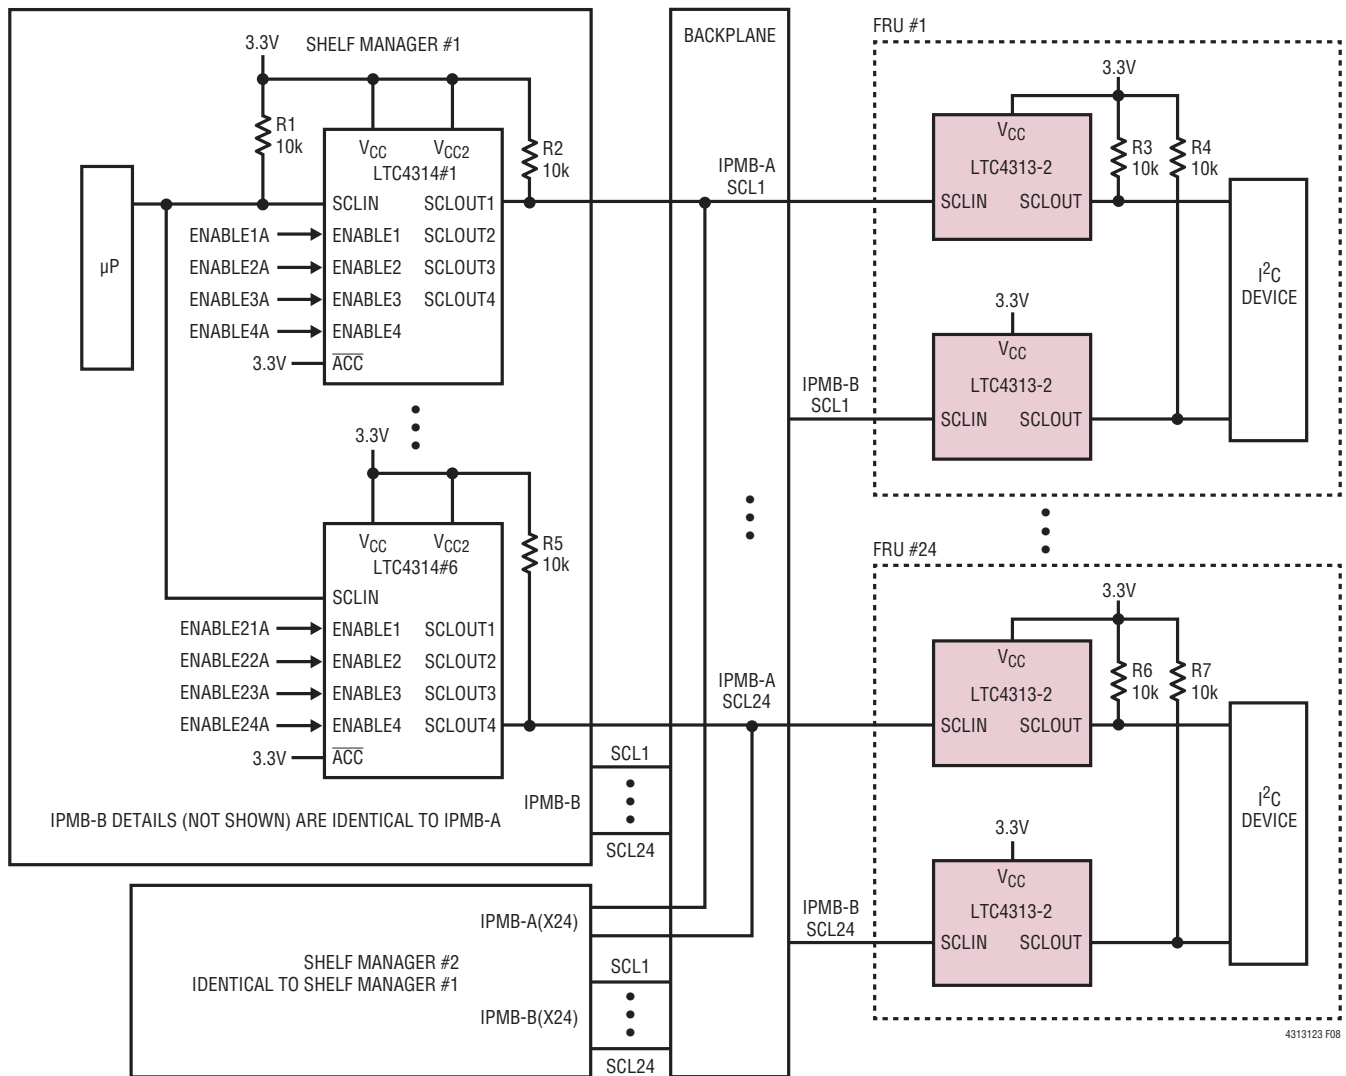 3.3V
SHELF MANAGER #1
R1
10k
VCC
VCC2
LTC4314#1
R2
10k
µP
SCLIN
SCLOUT1
ENABLE1A
ENABLE1
SCLOUT2
ENABLE2A
ENABLE2
SCLOUT3
ENABLE3A
ENABLE3
SCLOUT4
ENABLE4A
ENABLE4
3.3V
ACC
3.3V
VCC
VCC2
LTC4314#6
R5
10k
SCLIN
ENABLE21A
ENABLE1
SCLOUT1
ENABLE22A
ENABLE2
SCLOUT2
ENABLE23A
ENABLE3
SCLOUT3
ENABLE24A
ENABLE4
SCLOUT4
3.3V
ACC
IPMB-B DETAILS (NOT SHOWN) ARE IDENTICAL TO IPMB-A
IPMB-B
SCL1
SCL24
IPMB-A(X24)
SHELF MANAGER #2
IDENTICAL TO SHELF MANAGER #1
IPMB-B(X24)
SCL1
SCL24
BACKPLANE
IPMB-A
SCL1
IPMB-B
SCL1
IPMB-A
SCL24
IPMB-B
SCL24
FRU #1
3.3V
VCC
LTC4313-2
SCLIN
SCLOUT
R3
10k
R4
10k
3.3V
VCC
LTC4313-2
SCLIN
SCLOUT
I2C
DEVICE
FRU #24
3.3V
VCC
LTC4313-2
SCLIN
SCLOUT
R6
10k
R7
10k
3.3V
VCC
LTC4313-2
SCLIN
SCLOUT
I2C
DEVICE
4313123 F08